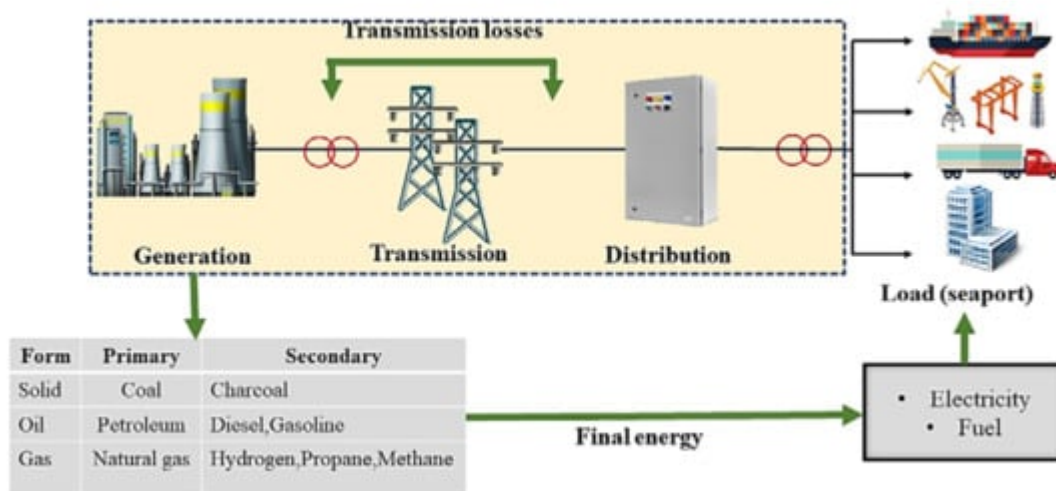 Transmission losses
Generation
Transmission
Distribution
Load (seaport)
Form Primary Secondary
Solid Coal Charcoal
Oil Petroleum Diesel,Gasoline
Gas Natural gas Hydrogen,Propane,Methane
Final energy
• Electricity
• Fuel